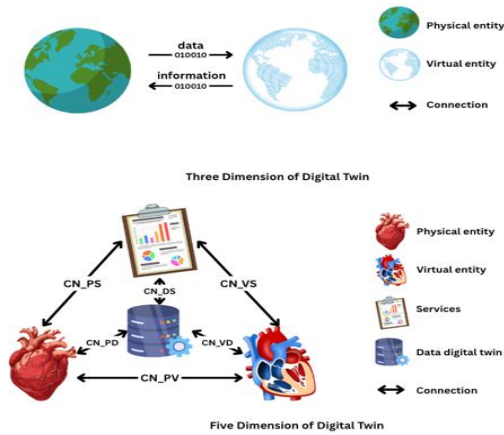 data
010010
information
010010
Physical entity
Virtual entity
Connection
Three Dimension of Digital Twin
CN_PS
CN_VS
CN_DS
CN_PD
CN_VD
CN_PV
Physical entity
Virtual entity
Services
Data digital twin
Connection
Five Dimension of Digital Twin